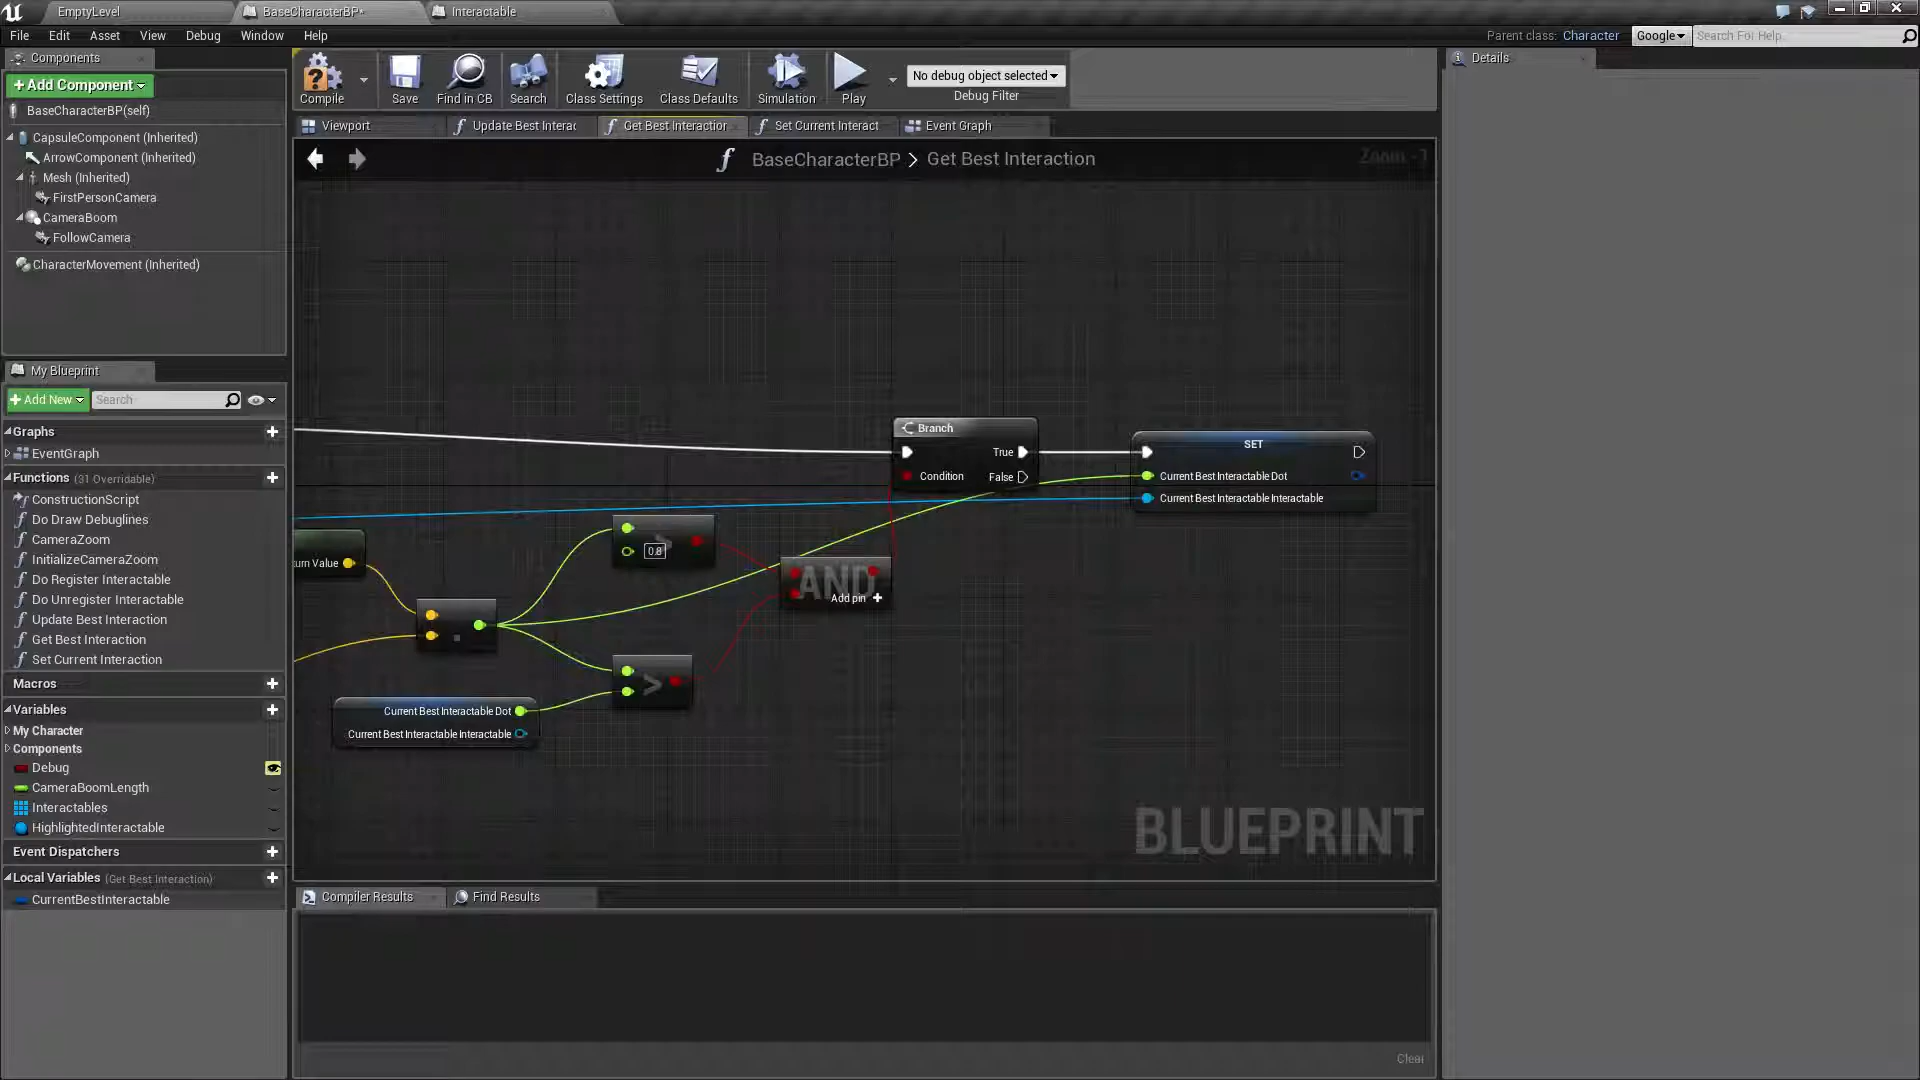 EmptyLevel
BaseCharacterBP*
Interactable
File Edit Asset View Debug Window Help
Parent class: Character
Google
Search For Help
Components
+ Add Component
BaseCharacterBP(self)
CapsuleComponent (Inherited)
ArrowComponent (Inherited)
Mesh (Inherited)
FirstPersonCamera
CameraBoom
FollowCamera
CharacterMovement (Inherited)
My Blueprint
+ Add New
Search
Graphs
EventGraph
Functions (31 Overridable)
ConstructionScript
Do Draw Debuglines
CameraZoom
InitializeCameraZoom
Do Register Interactable
Do Unregister Interactable
Update Best Interaction
Get Best Interaction
Set Current Interaction
Macros
Variables
My Character
Components
Debug
CameraBoomLength
Interactables
HighlightedInteractable
Event Dispatchers
Local Variables (Get Best Interaction)
CurrentBestInteractable
Compile
Save
Find in CB
Search
Class Settings
Class Defaults
Simulation
Play
No debug object selected
Debug Filter
Viewport
Update Best Interac
Get Best Interaction
Set Current Interact
Event Graph
BaseCharacterBP > Get Best Interaction
Zoom -1
Branch
True
Condition
False
SET
Current Best Interactable Dot
Current Best Interactable Interactable
urn Value
>
0.8
AND
Add pin +
>
Current Best Interactable Dot
Current Best Interactable Interactable
BLUEPRINT
Compiler Results
Find Results
Clear
Details